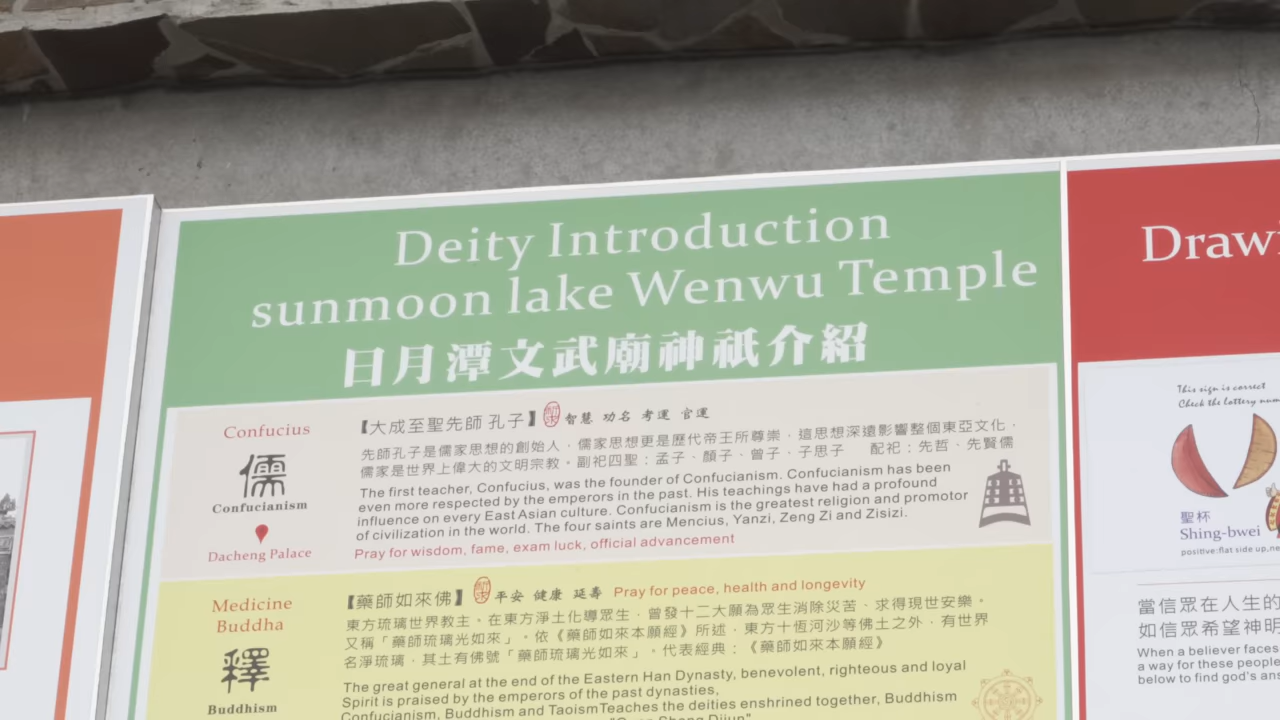 Deity Introduction
sunmoon lake Wenwu Temple
日月潭文武廟神祇介紹
Confucius
儒
Confucianism
Dacheng Palace
【大成至聖先師 孔子】 智慧 功名 考運 官運
先師孔子是儒家思想的創始人，儒家思想更是歷代帝王所尊崇，這思想深遠影響整個東亞文化，
儒家是世界上偉大的文明宗教。副祀四聖：孟子、顏子、曾子、子思子 配祀：先哲、先賢儒
The first teacher, Confucius, was the founder of Confucianism. Confucianism has been
even more respected by the emperors in the past. His teachings have had a profound
influence on every East Asian culture. Confucianism is the greatest religion and promotor
of civilization in the world. The four saints are Mencius, Yanzi, Zeng Zi and Zisizi.
Pray for wisdom, fame, exam luck, official advancement
Medicine
Buddha
釋
Buddhism
【藥師如來佛】 平安 健康 延壽 Pray for peace, health and longevity
東方琉璃世界教主。在東方淨土化導眾生，曾發十二大願為眾生消除災苦、求得現世安樂。
又稱「藥師琉璃光如來」。依《藥師如來本願經》所述，東方十恆河沙等佛土之外，有世界
名淨琉璃，其土有佛號「藥師琉璃光如來」。代表經典：《藥師如來本願經》
The great general at the end of the Eastern Han Dynasty, benevolent, righteous and loyal
Spirit is praised by the emperors of the past dynasties,
Confucianism, Buddhism and TaoismTeaches the deities enshrined together, Buddhism
Draw
This sign is correct
Check the lottery
聖杯
Shing-bwei
positive:flat side up,
當信眾在人生的
如信眾希望神明
When a believer faces
a way for these people
below to find god's